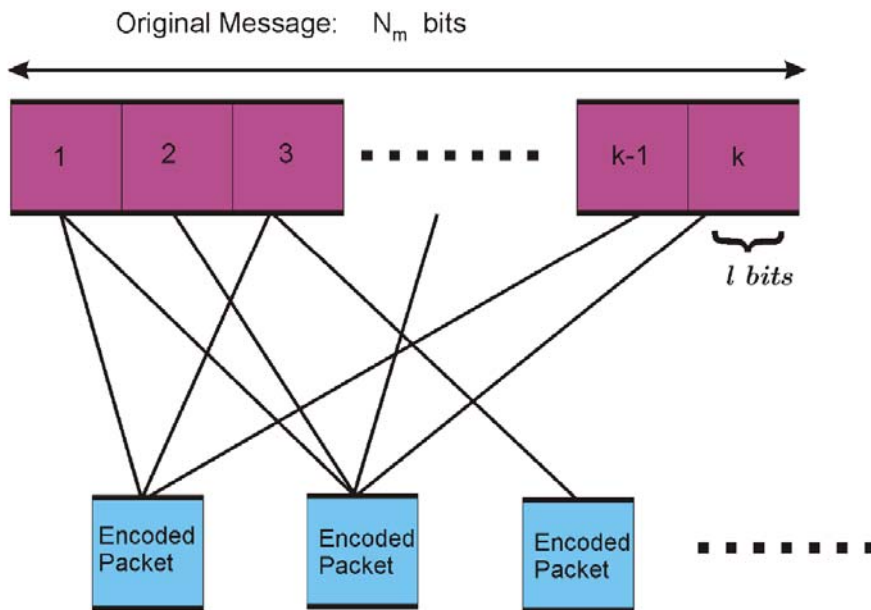 Original Message: N_m bits
1 2 3 k-1 k
l bits
Encoded Packet
Encoded Packet
Encoded Packet